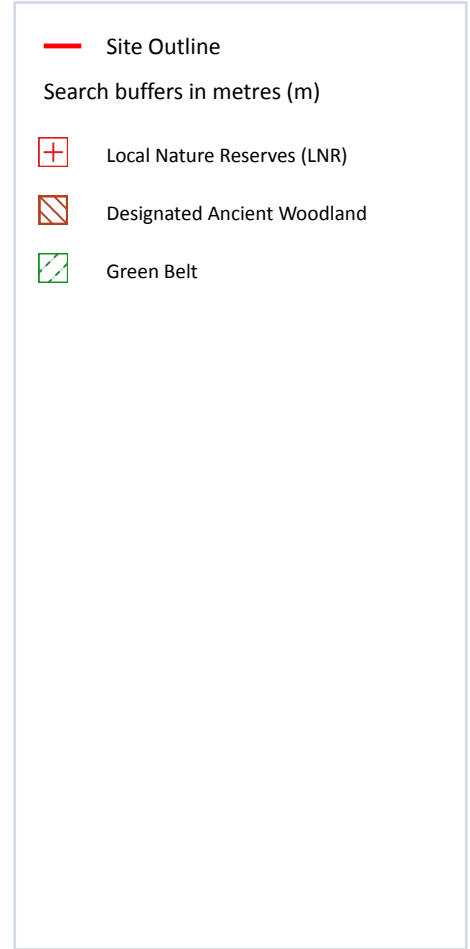 Site Outline
Search buffers in metres (m)
Local Nature Reserves (LNR)
Designated Ancient Woodland
Green Belt